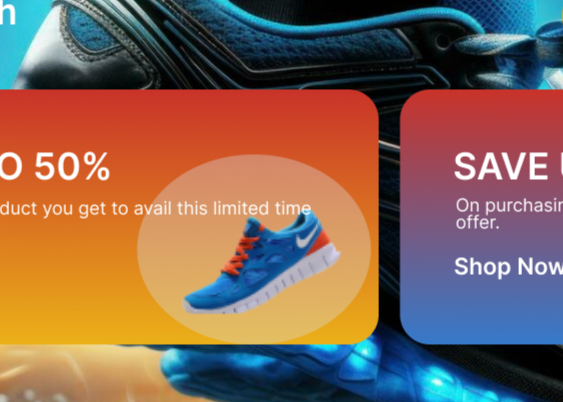 h
O 50%
duct you get to avail this limited time
SAVE U
On purchasin
offer.
Shop Now